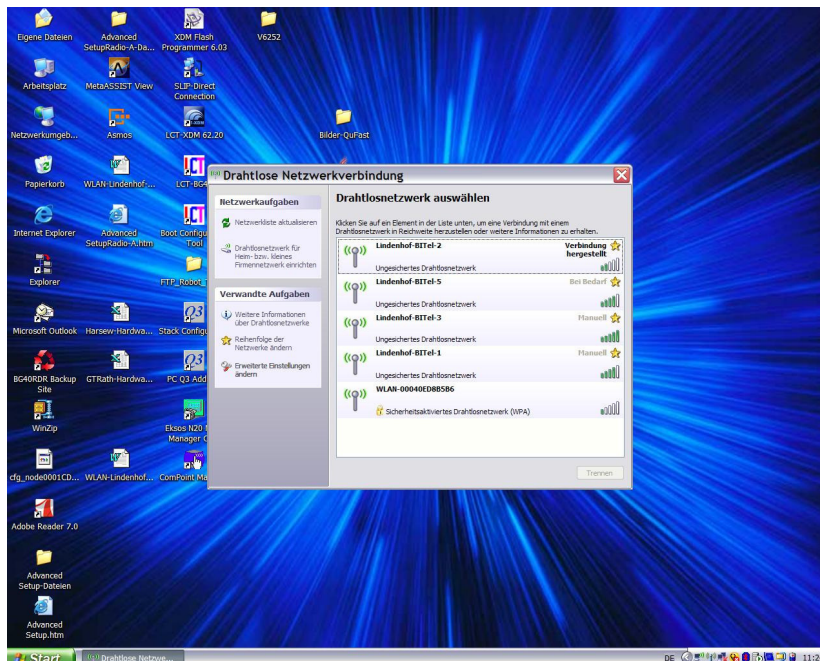 Eigene Dateien
Advanced
SetupRadio-A-Da...
XDM Flash
Programmer 6.03
V6252
Arbeitsplatz
MetaASSIST View
SLIP-Direct
Connection
Netzwerkumgeb...
Asmos
LCT-XDM 62.20
Bilder-QuFast
Papierkorb
WLAN-Lindenhof-...
LCT-BG4
Internet Explorer
Advanced
SetupRadio-A.htm
Boot Configu
Tool
Explorer
FTP_Robot_
Microsoft Outlook
Harsew-Hardwa...
Stack Configu
BG40RDR Backup
Site
GTRath-Hardwa...
PC Q3 Add
WinZip
Eksos N20
Manager
cfg_node0001CD...
WLAN-Lindenhof...
ComPoint Ma
Adobe Reader 7.0
Advanced
Setup-Dateien
Advanced
Setup.htm
Drahtlose Netzwerkverbindung
Netzwerkaufgaben
Netzwerkliste aktualisieren
Drahtlosnetzwerk für
Heim- bzw. kleines
Firmennetzwerk einrichten
Verwandte Aufgaben
Weitere Informationen
über Drahtlosnetzwerke
Reihenfolge der
Netzwerke ändern
Erweiterte Einstellungen
ändern
Drahtlosnetzwerk auswählen
Klicken Sie auf ein Element in der Liste unten, um eine Verbindung mit einem
Drahtlosnetzwerk in Reichweite herzustellen oder weitere Informationen zu erhalten.
Lindenhof-BITel-2
Verbindung
hergestellt
Ungesichertes Drahtlosnetzwerk
Lindenhof-BITel-5
Bei Bedarf
Ungesichertes Drahtlosnetzwerk
Lindenhof-BITel-3
Manuell
Ungesichertes Drahtlosnetzwerk
Lindenhof-BITel-1
Manuell
Ungesichertes Drahtlosnetzwerk
WLAN-00040ED8B5B6
Sicherheitsaktiviertes Drahtlosnetzwerk (WPA)
Trennen
Start
Drahtlose Netzwe...
DE
11:2